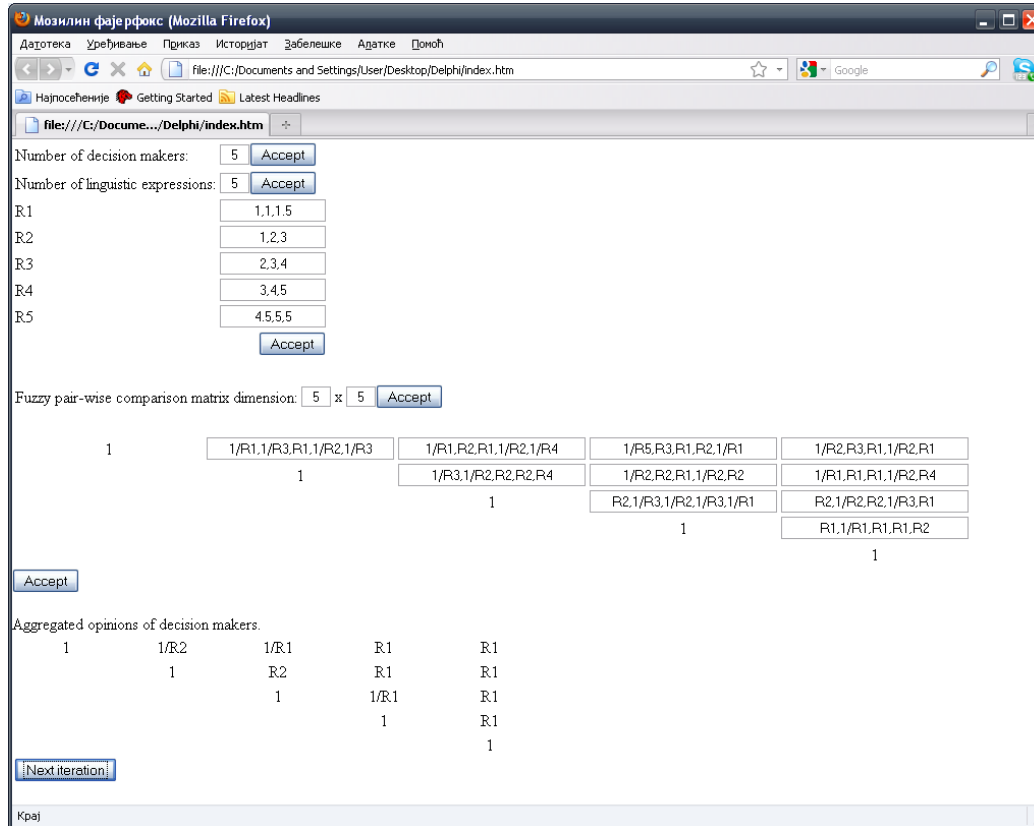 Мозилин фајерфокс (Mozilla Firefox)
Датотека Уређивање Приказ Историјат Забелешке Алатке Помоћ
file:///C:/Documents and Settings/User/Desktop/Delphi/index.htm Google
Најпосећеније Getting Started Latest Headlines
file:///C:/Docume.../Delphi/index.htm
Number of decision makers: 5 Accept
Number of linguistic expressions: 5 Accept
R1 1,1,1.5
R2 1,2,3
R3 2,3,4
R4 3,4,5
R5 4.5,5,5
Accept
Fuzzy pair-wise comparison matrix dimension: 5 x 5 Accept
1 1/R1,1/R3,R1,1/R2,1/R3 1/R1,R2,R1,1/R2,1/R4 1/R5,R3,R1,R2,1/R1 1/R2,R3,R1,1/R2,R1
1 1/R3,1/R2,R2,R2,R4 1/R2,R2,R1,1/R2,R2 1/R1,R1,R1,1/R2,R4
1 R2,1/R3,1/R2,1/R3,1/R1 R2,1/R2,R2,1/R3,R1
1 R1,1/R1,R1,R1,R2
1
Accept
Aggregated opinions of decision makers.
1 1/R2 1/R1 R1 R1
1 R2 R1 R1
1 1/R1 R1
1 R1
1
Next iteration
Крај